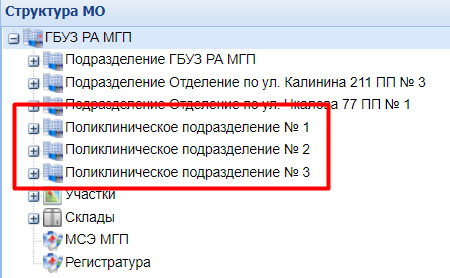 Структура МО
ГБУЗ РА МГП
Подразделение ГБУЗ РА МГП
Подразделение Отделение по ул. Калинина 211 ПП № 3
Подразделение Отделение по ул. Чкалова 77 ПП № 1
Поликлиническое подразделение № 1
Поликлиническое подразделение № 2
Поликлиническое подразделение № 3
Участки
Склады
МСЭ МГП
Регистратура